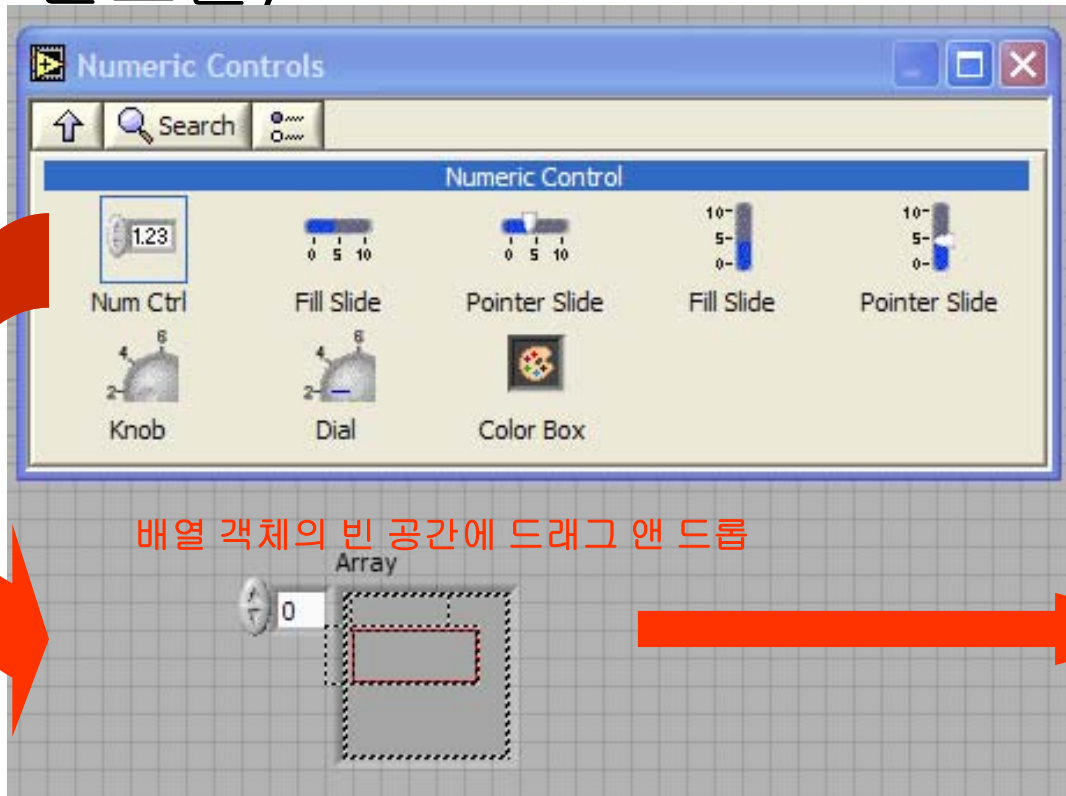 Numeric Controls
Search
Numeric Control
1.23
0 5 10
0 5 10
10-
5-
0-
10-
5-
0-
Num Ctrl Fill Slide Pointer Slide Fill Slide Pointer Slide
2- 4 6
2- 4 6
Knob Dial Color Box
배열 객체의 빈 공간에 드래그 앤 드롭
Array
0